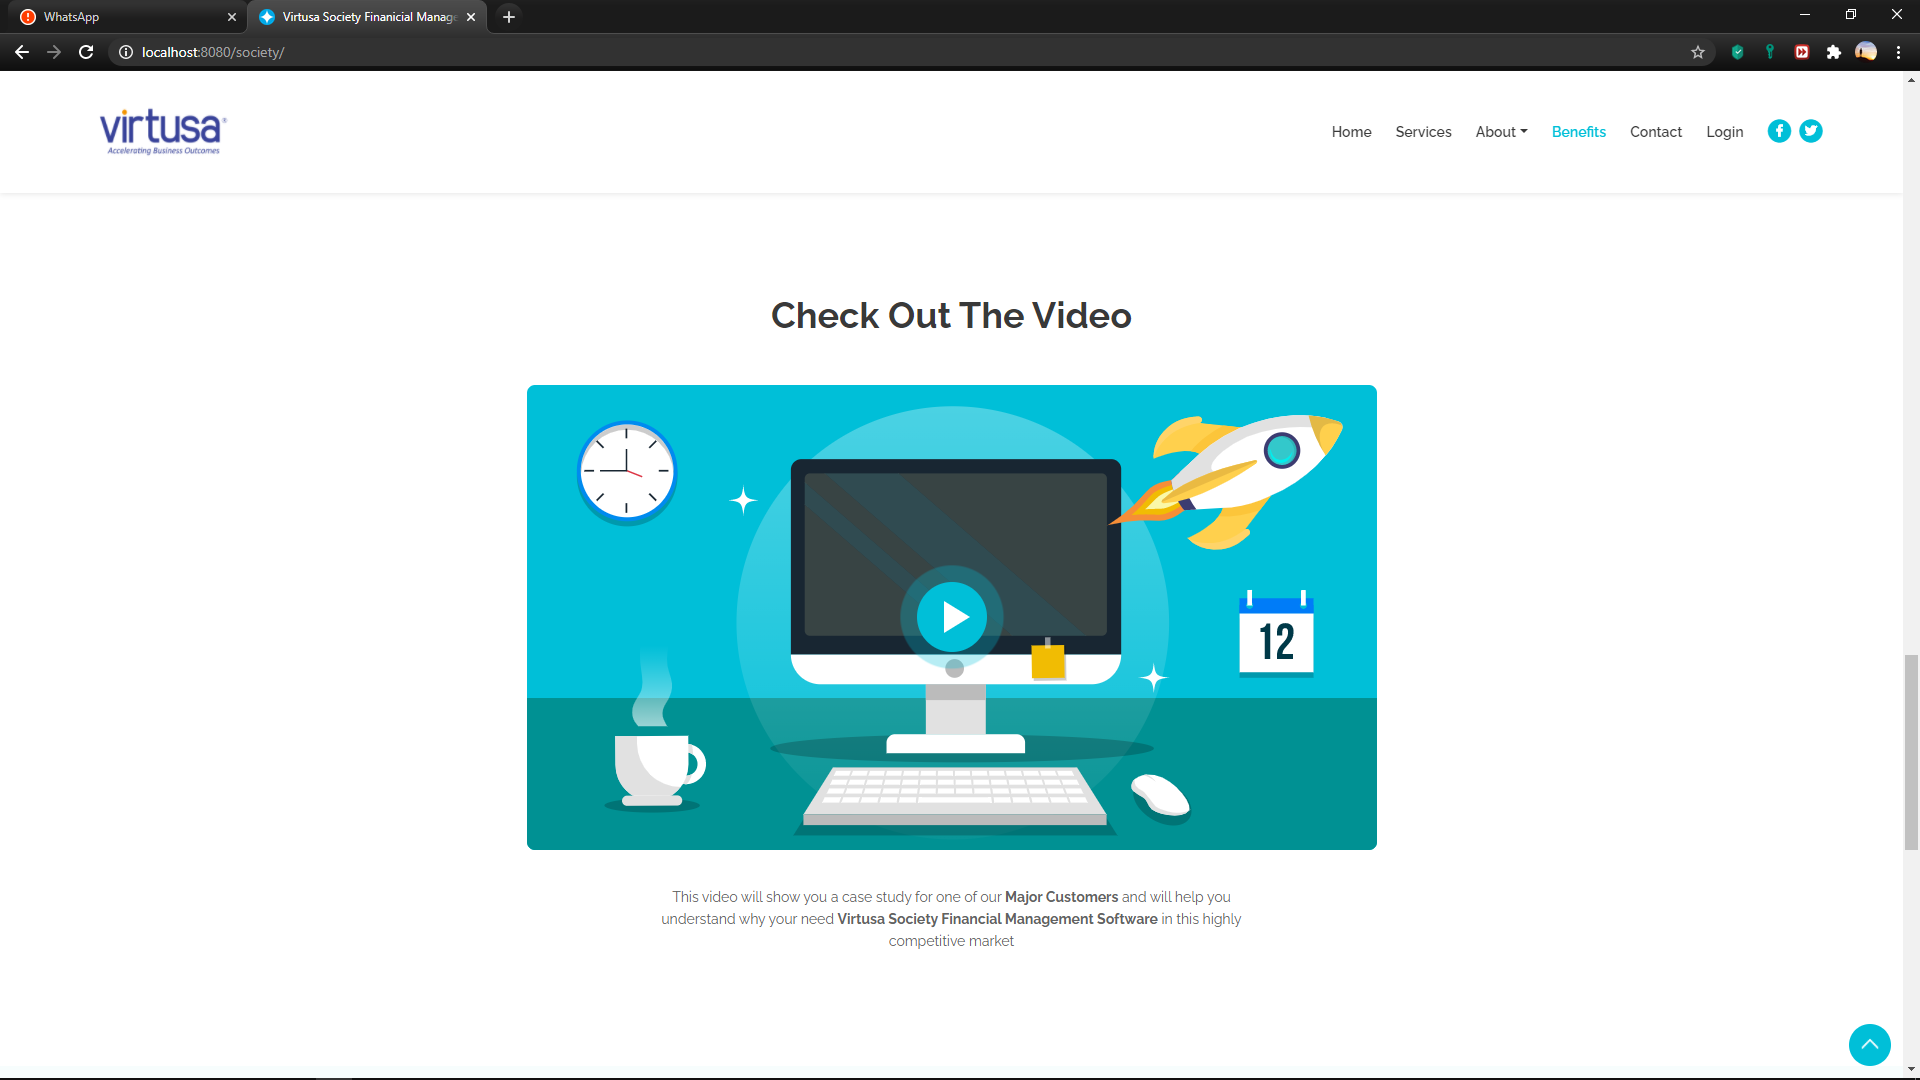 WhatsApp
Virtusa Society Finanicial Manage
localhost:8080/society/
virtusa®
Accelerating Business Outcomes
Home Services About Benefits Contact Login
Check Out The Video
12
This video will show you a case study for one of our Major Customers and will help you
understand why your need Virtusa Society Financial Management Software in this highly
competitive market